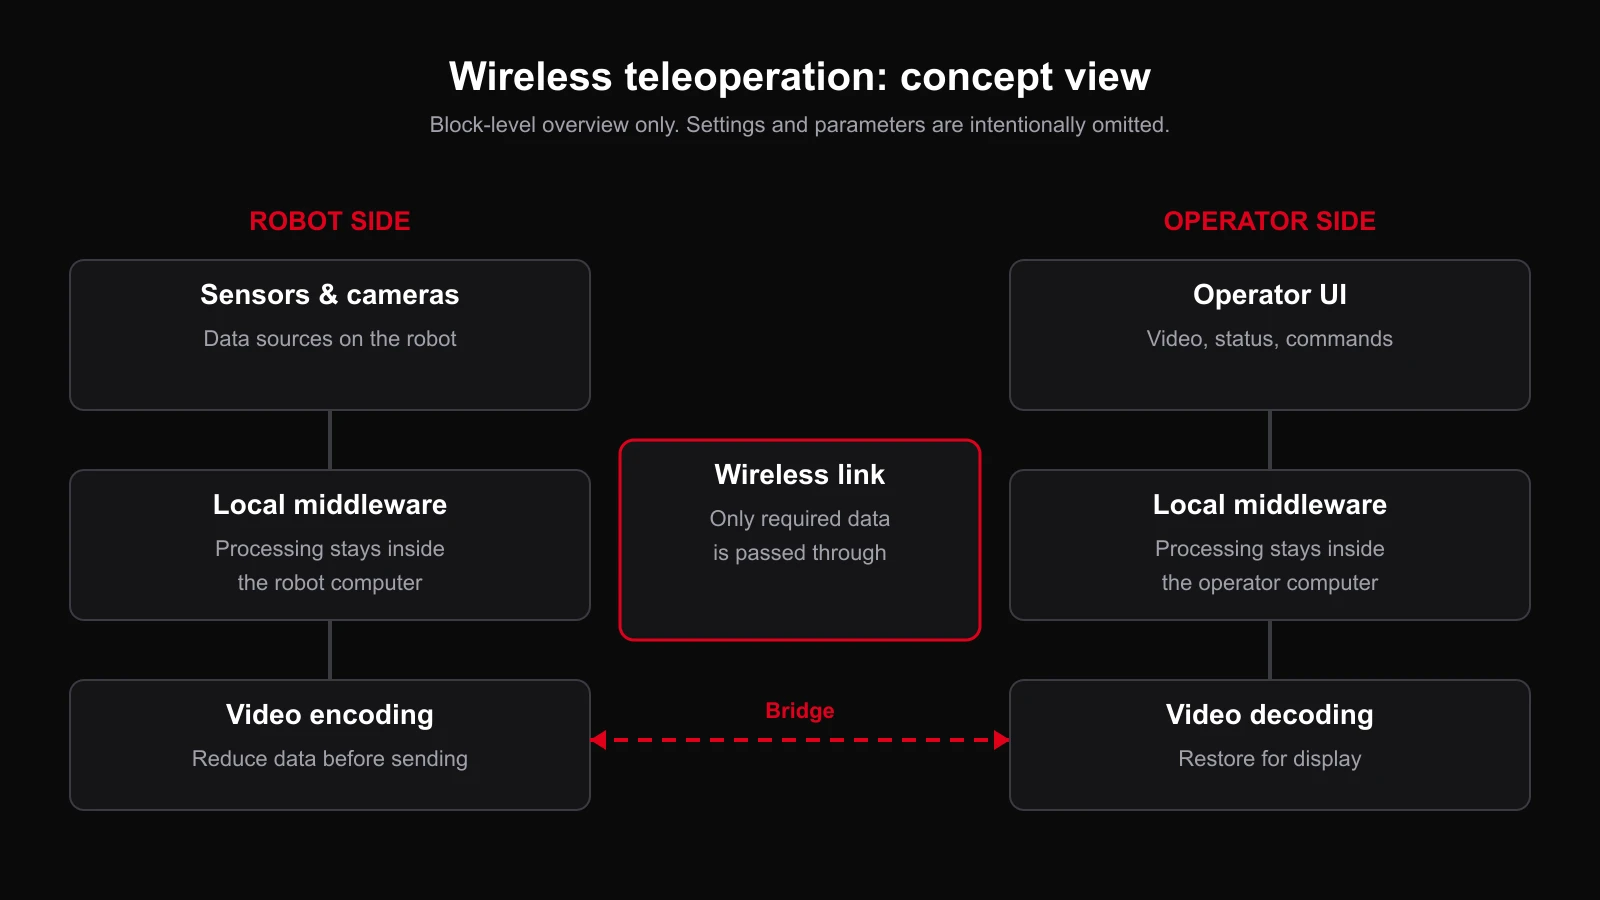 Wireless teleoperation: concept view
Block-level overview only. Settings and parameters are intentionally omitted.
ROBOT SIDE
Sensors & cameras
Data sources on the robot
Local middleware
Processing stays inside
the robot computer
Video encoding
Reduce data before sending
Wireless link
Only required data
is passed through
Bridge
OPERATOR SIDE
Operator UI
Video, status, commands
Local middleware
Processing stays inside
the operator computer
Video decoding
Restore for display